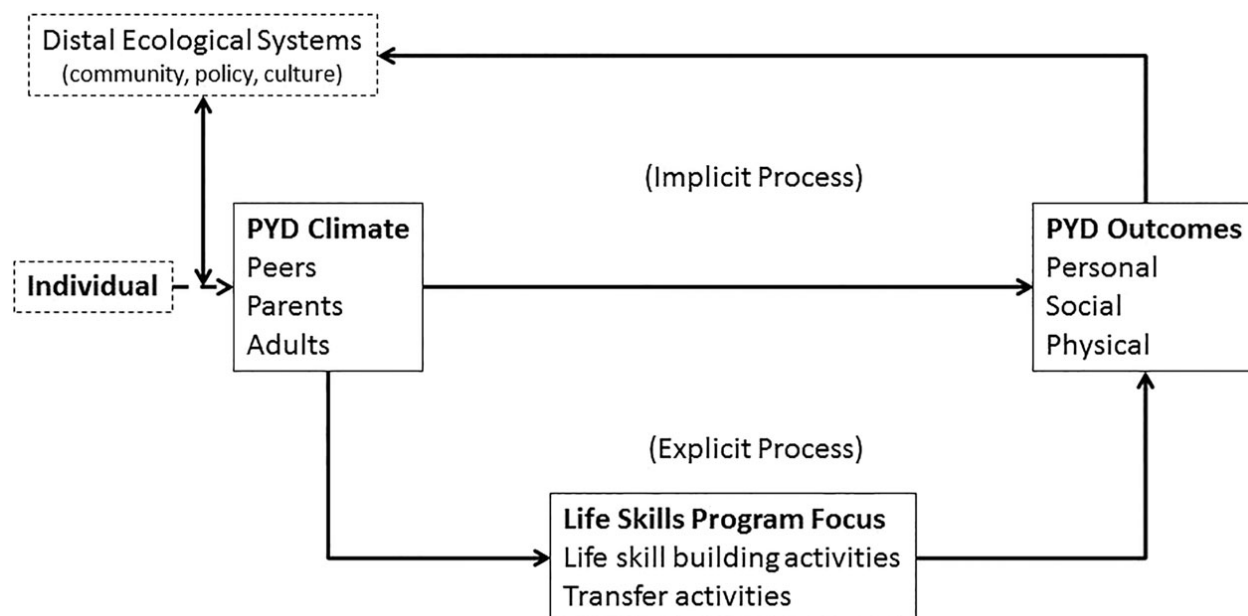 Distal Ecological Systems
(community, policy, culture)
(Implicit Process)
Individual
PYD Climate
Peers
Parents
Adults
PYD Outcomes
Personal
Social
Physical
(Explicit Process)
Life Skills Program Focus
Life skill building activities
Transfer activities